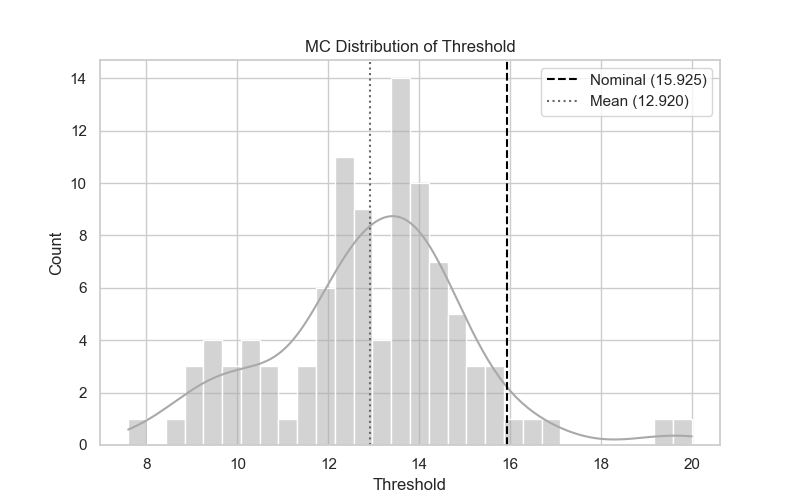 MC Distribution of Threshold
Nominal (15.925)
Mean (12.920)
Count
14
12
10
8
6
4
2
0
8 10 12 14 16 18 20
Threshold